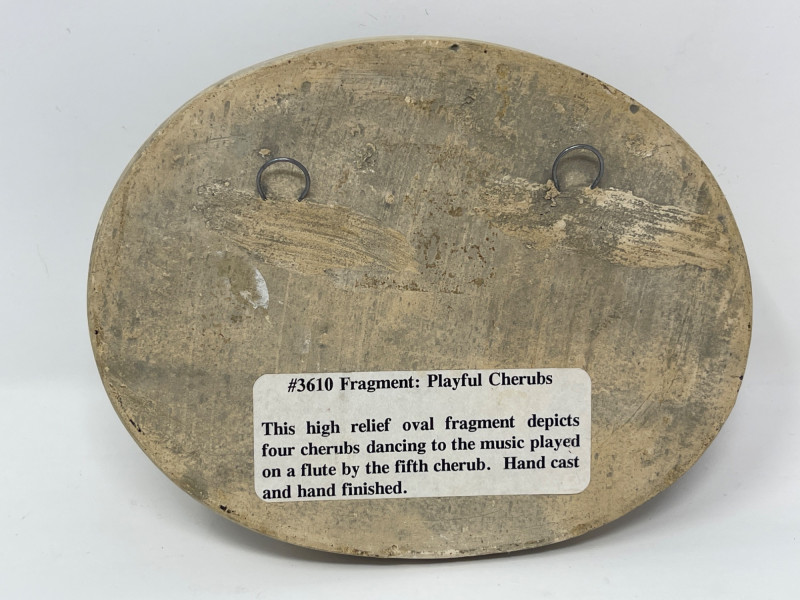 #3610 Fragment: Playful Cherubs
This high relief oval fragment depicts
four cherubs dancing to the music played
on a flute by the fifth cherub. Hand cast
and hand finished.